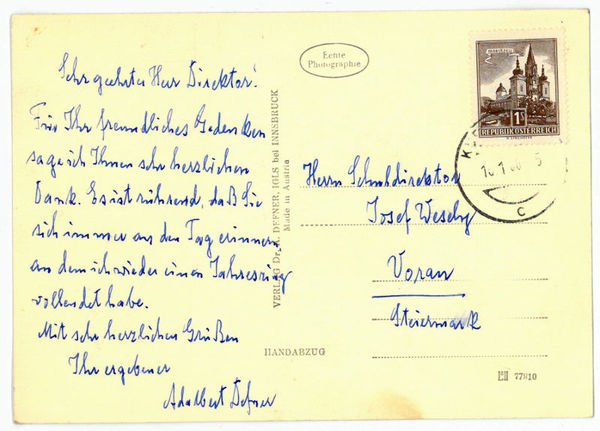 Sehr geehrter Herr Direktor!
Für Ihr freundliches Gedenken
sage ich Ihnen sehr herzlichen
Dank. Es ist rührend, daß Sie
sich immer an den Tag erinnern
an dem ich wieder einen Jahresring
vollendet habe.
Mit sehr herzlichen Grüßen
Ihr ergebener
Adalbert Defner
VERLAG Dr. A. DEFNER, IGLS bei INNSBRUCK
Made in Austria
HANDABZUG
Echte
Photographie
MARIAZELL
1S
REPUBLIK ÖSTERREICH
C
Herrn Schuldirektor
Josef Wesely
Vorau
Steiermark
77810